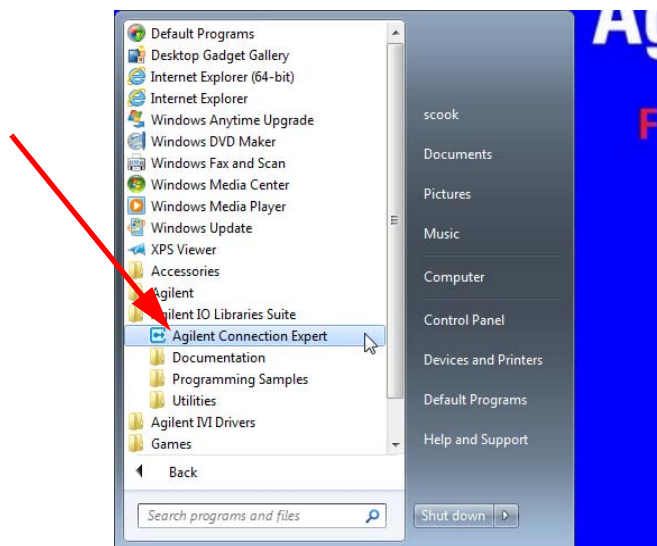 Default Programs
Desktop Gadget Gallery
Internet Explorer (64-bit)
Internet Explorer
Windows Anytime Upgrade
Windows DVD Maker
Windows Fax and Scan
Windows Media Center
Windows Media Player
Windows Update
XPS Viewer
Accessories
Agilent
Agilent IO Libraries Suite
Agilent Connection Expert
Documentation
Programming Samples
Utilities
Agilent IVI Drivers
Games
Back
Search programs and files
scook
Documents
Pictures
Music
Computer
Control Panel
Devices and Printers
Default Programs
Help and Support
Shut down